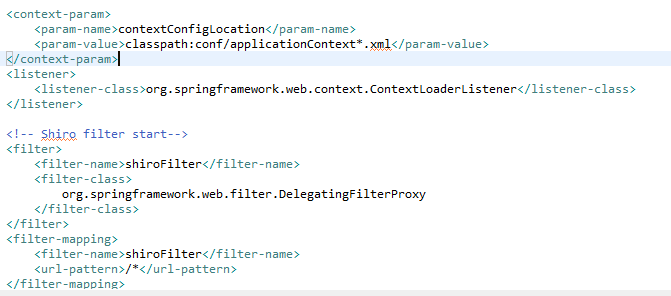 <context-param>
    <param-name>contextConfigLocation</param-name>
    <param-value>classpath:conf/applicationContext*.xml</param-value>
</context-param>
<listener>
    <listener-class>org.springframework.web.context.ContextLoaderListener</listener-class>
</listener>

<!-- Shiro filter start-->
<filter>
    <filter-name>shiroFilter</filter-name>
    <filter-class>
        org.springframework.web.filter.DelegatingFilterProxy
    </filter-class>
</filter>
<filter-mapping>
    <filter-name>shiroFilter</filter-name>
    <url-pattern>/*</url-pattern>
</filter-mapping>